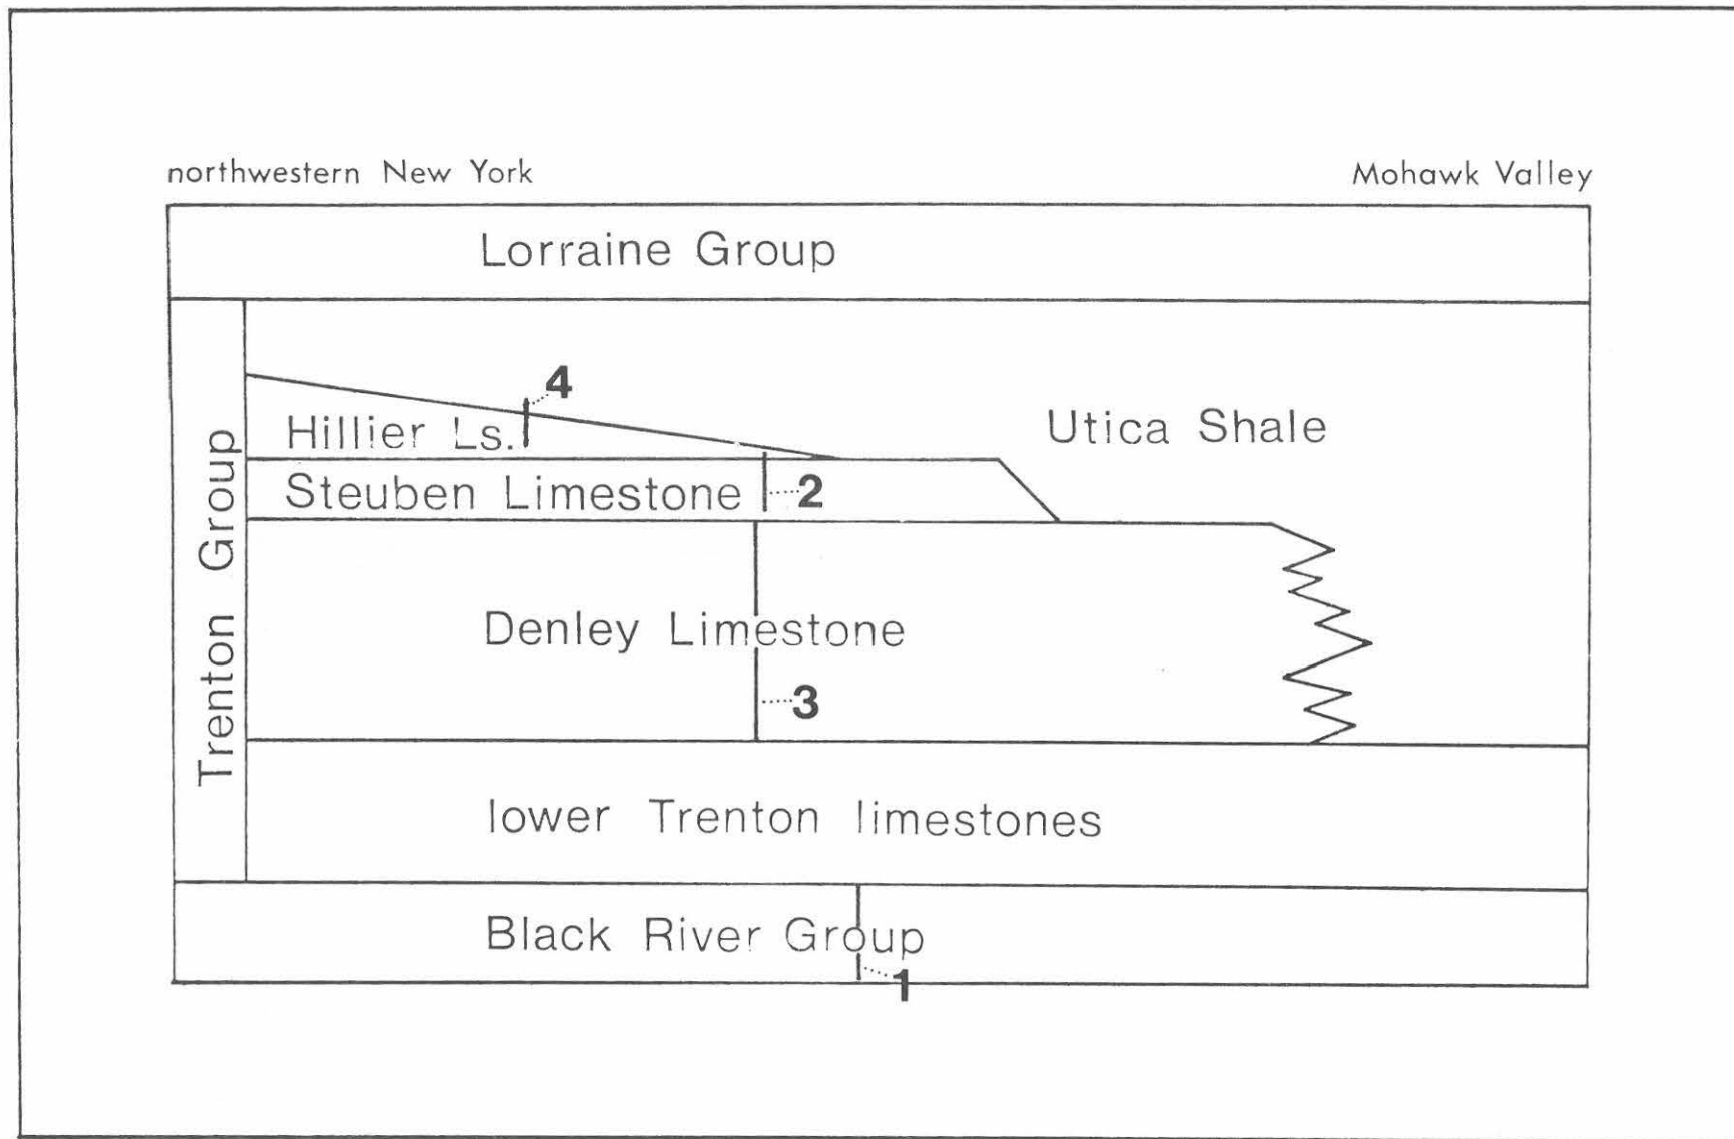 northwestern New York
Mohawk Valley
Lorraine Group
4
Hillier Ls.
Utica Shale
Steuben Limestone
2
Trenton Group
Denley Limestone
3
lower Trenton limestones
Black River Group
1